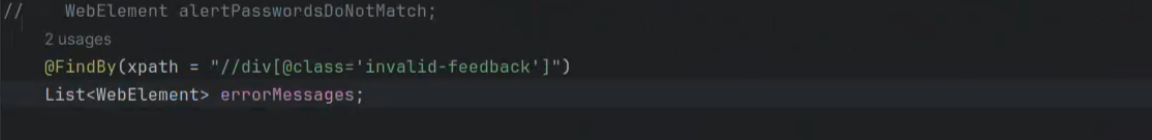 // WebElement alertPasswordsDoNotMatch;
2 usages
@FindBy(xpath = "//div[@class='invalid-feedback']")
List<WebElement> errorMessages;